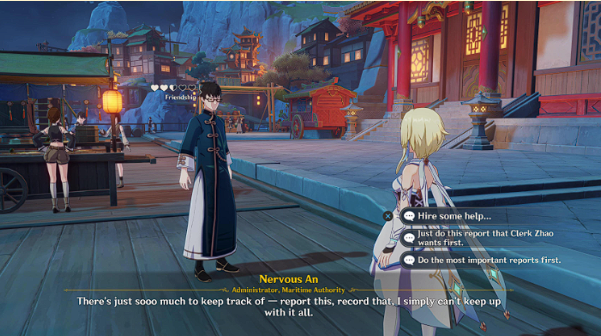 Friendship
Hire some help...
Just do this report that Clerk Zhao
wants first.
Do the most important reports first.
Nervous An
Administrator, Maritime Authority
There's just sooo much to keep track of — report this, record that, I simply can't keep up
with it all.